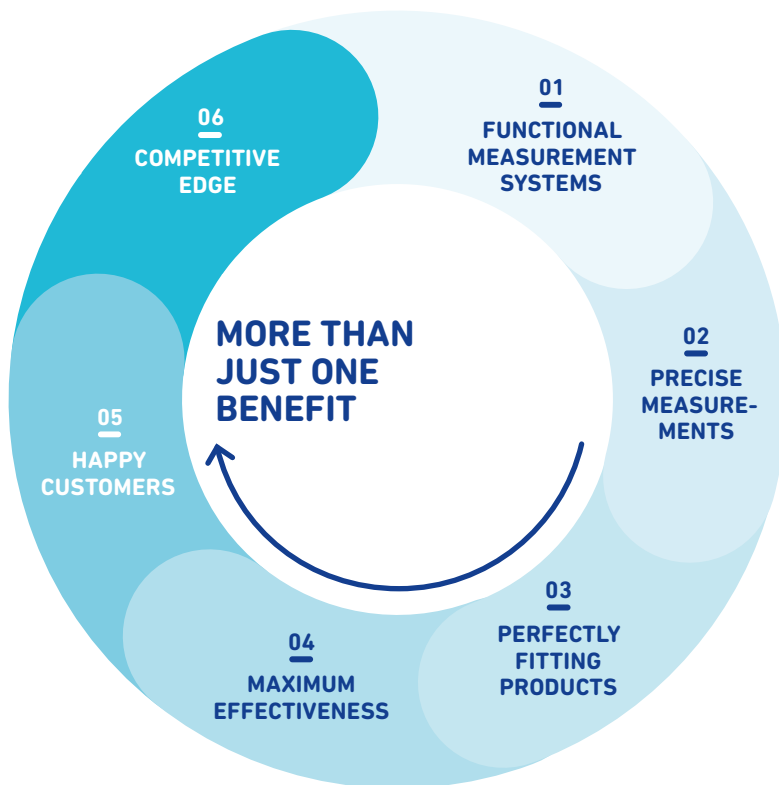 01
FUNCTIONAL
MEASUREMENT
SYSTEMS
02
PRECISE
MEASURE-
MENTS
03
PERFECTLY
FITTING
PRODUCTS
04
MAXIMUM
EFFECTIVENESS
05
HAPPY
CUSTOMERS
06
COMPETITIVE
EDGE
MORE THAN
JUST ONE
BENEFIT